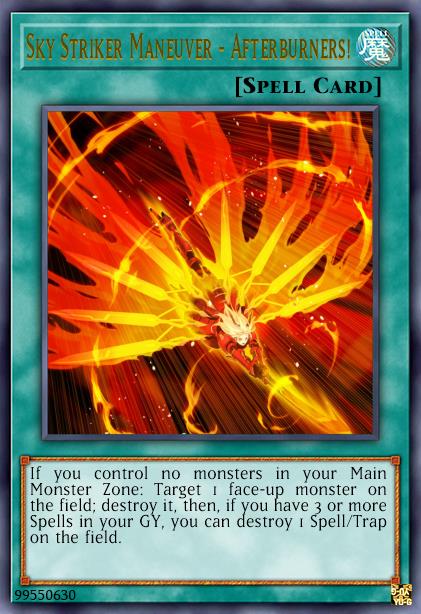 Sky Striker Maneuver - Afterburners!
[Spell Card]
If you control no monsters in your Main
Monster Zone: Target 1 face-up monster on
the field; destroy it, then, if you have 3 or more
Spells in your GY, you can destroy 1 Spell/Trap
on the field.
99550630